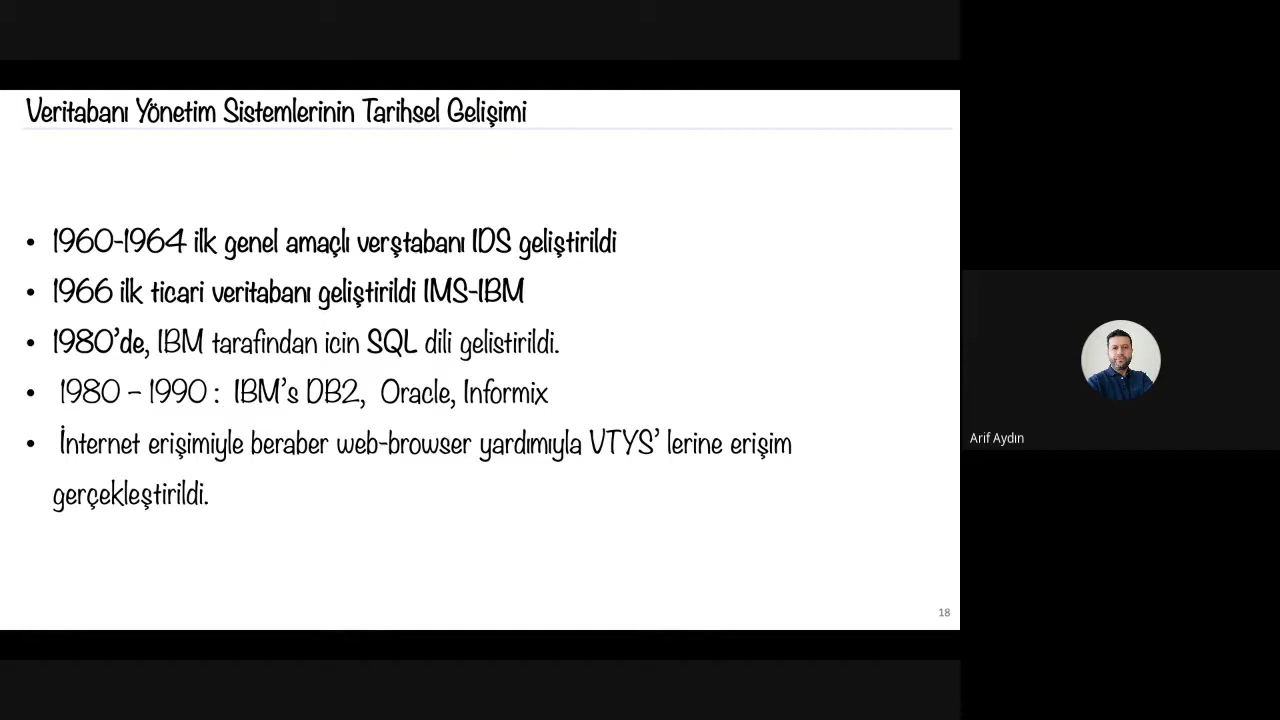 Veritabanı Yönetim Sistemlerinin Tarihsel Gelişimi
• 1960-1964 ilk genel amaçlı verştabanı IDS geliştirildi
• 1966 ilk ticari veritabanı geliştirildi IMS-IBM
• 1980’de, IBM tarafindan icin SQL dili gelistirildi.
• 1980 – 1990 : IBM’s DB2, Oracle, Informix
• İnternet erişimiyle beraber web-browser yardımıyla VTYS’ lerine erişim
gerçekleştirildi.
18
Arif Aydın